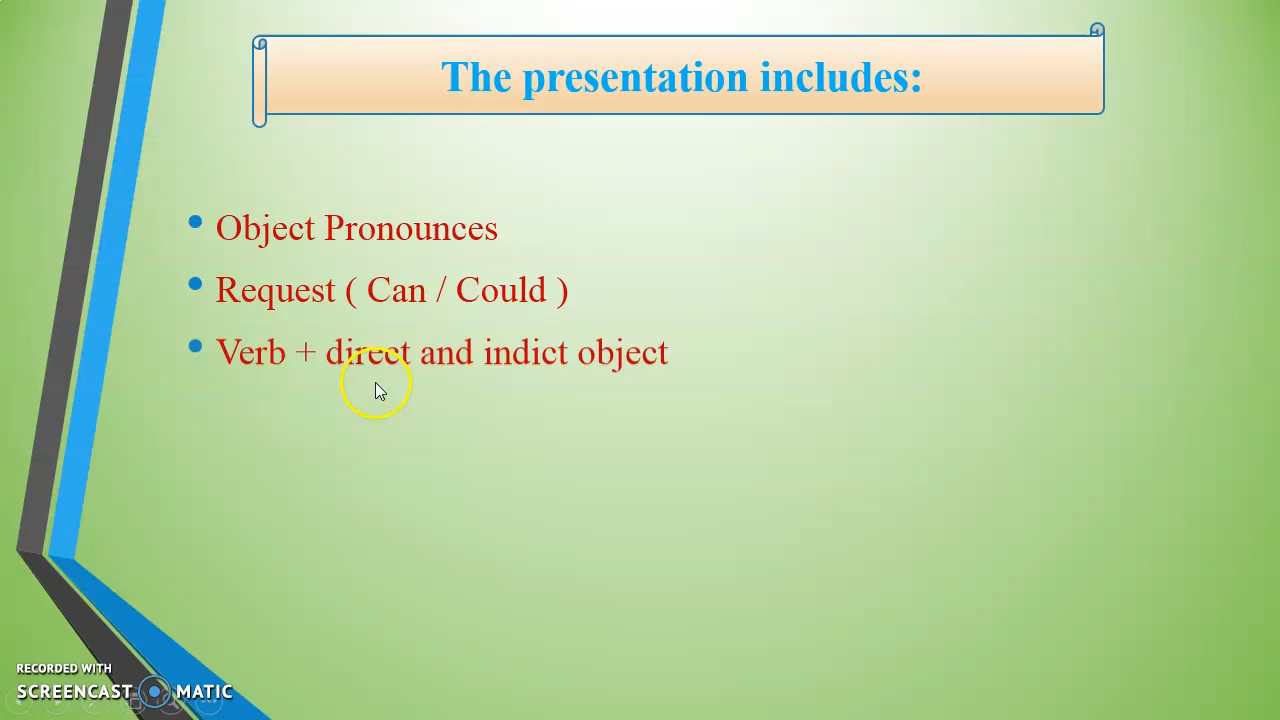 The presentation includes:
Object Pronounces
Request ( Can / Could )
Verb + direct and indict object
RECORDED WITH
SCREENCAST MATIC